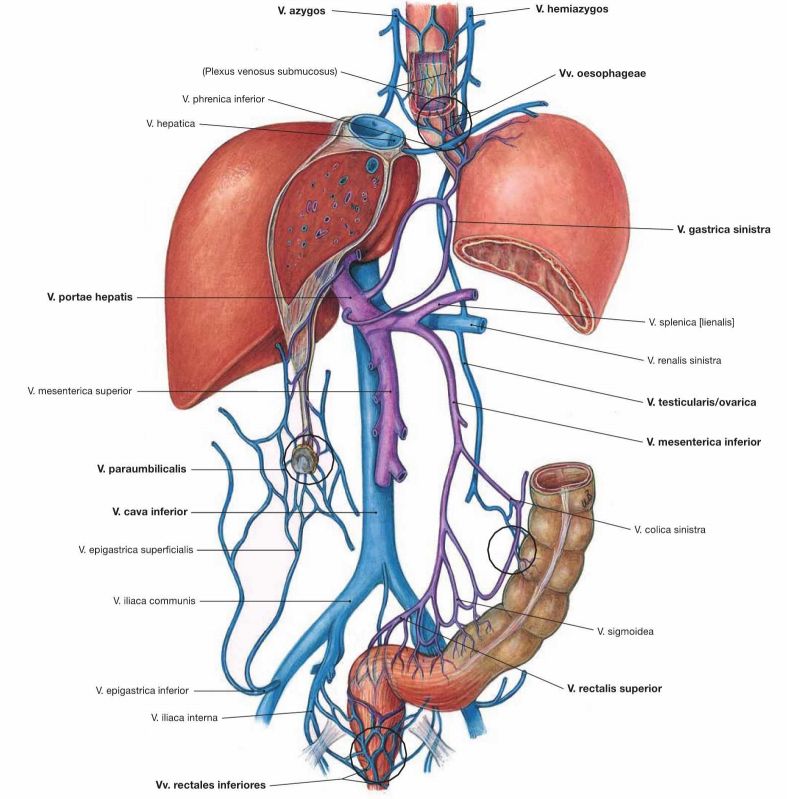 V. azygos
V. hemiazygos
(Plexus venosus submucosus)
Vv. oesophageae
V. phrenica inferior
V. hepatica
V. gastrica sinistra
V. portae hepatis
V. splenica [lienalis]
V. renalis sinistra
V. mesenterica superior
V. testicularis/ovarica
V. mesenterica inferior
V. paraumbilicalis
V. cava inferior
V. colica sinistra
V. epigastrica superficialis
V. iliaca communis
V. sigmoidea
V. epigastrica inferior
V. rectalis superior
V. iliaca interna
Vv. rectales inferiores